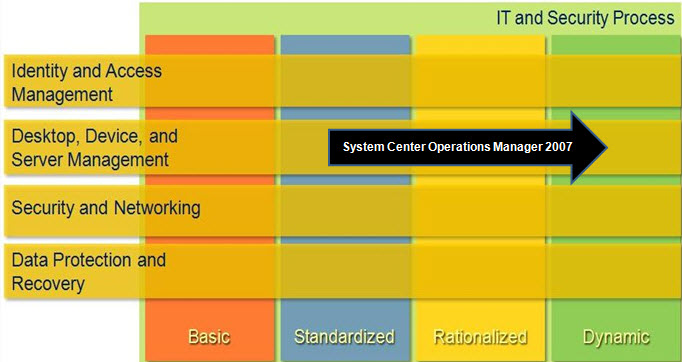 IT and Security Process
Identity and Access
Management
Desktop, Device, and
Server Management
System Center Operations Manager 2007
Security and Networking
Data Protection and
Recovery
Basic
Standardized
Rationalized
Dynamic